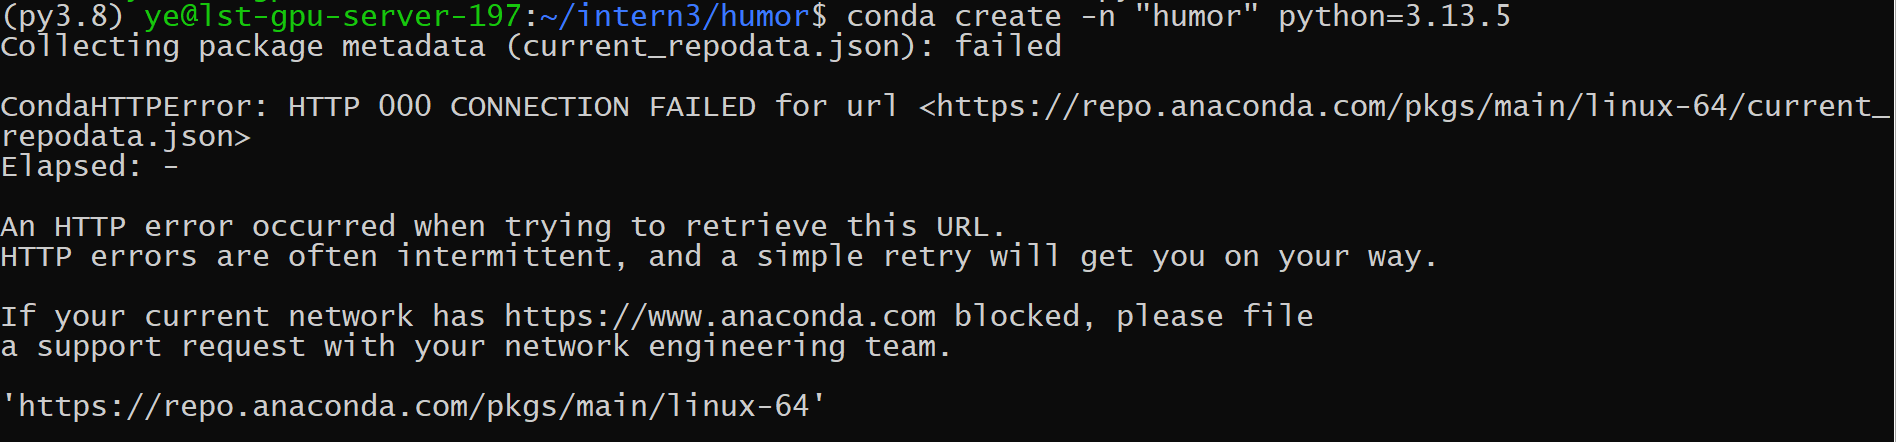 (py3.8) ye@lst-gpu-server-197:~/intern3/humor$ conda create -n "humor" python=3.13.5
Collecting package metadata (current_repodata.json): failed
CondaHTTPError: HTTP 000 CONNECTION FAILED for url <https://repo.anaconda.com/pkgs/main/linux-64/current_
repodata.json>
Elapsed: -
An HTTP error occurred when trying to retrieve this URL.
HTTP errors are often intermittent, and a simple retry will get you on your way.
If your current network has https://www.anaconda.com blocked, please file
a support request with your network engineering team.
'https://repo.anaconda.com/pkgs/main/linux-64'